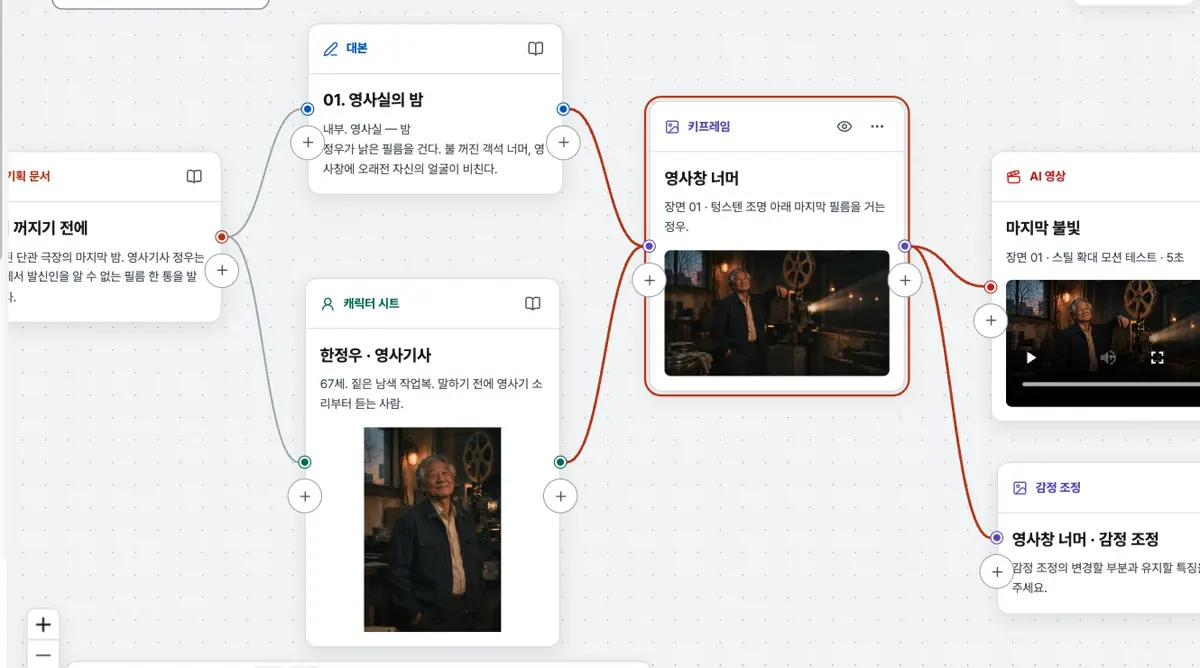 대본
01. 영사실의 밤
내부. 영사실 — 밤
정우가 낡은 필름을 건다. 불 꺼진 객석 너머, 영
사창에 오래전 자신의 얼굴이 비친다.
기획 문서
꺼지기 전에
단관 극장의 마지막 밤. 영사기사 정우는
에서 발신인을 알 수 없는 필름 한 통을 발
다.
캐릭터 시트
한정우 · 영사기사
67세. 짙은 남색 작업복. 말하기 전에 영사기 소
리부터 듣는 사람.
키프레임
영사창 너머
장면 01 · 텅스텐 조명 아래 마지막 필름을 거는
정우.
AI 영상
마지막 불빛
장면 01 · 스틸 확대 모션 테스트 · 5초
감정 조정
영사창 너머 · 감정 조정
감정 조정의 변경할 부분과 유지할 특징
주세요.